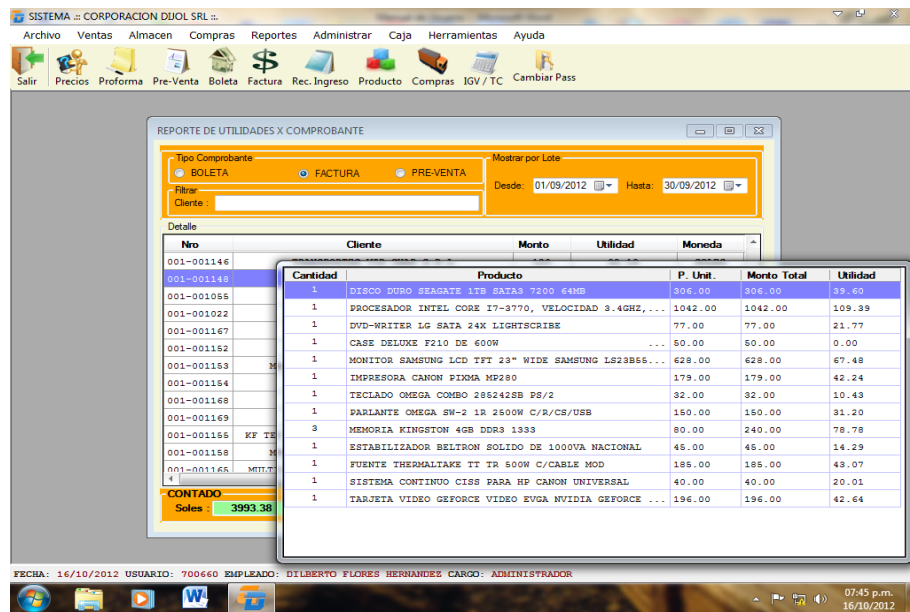 SISTEMA .:: CORPORACION DIJOL SRL ::.
Archivo Ventas Almacen Compras Reportes Administrar Caja Herramientas Ayuda
Salir Precios Proforma Pre-Venta Boleta Factura Rec. Ingreso Producto Compras IGV / TC Cambiar Pass
REPORTE DE UTILIDADES X COMPROBANTE
Tipo Comprobante
BOLETA FACTURA PRE-VENTA
Filtrar
Cliente :
Mostrar por Lote
Desde: 01/09/2012 Hasta: 30/09/2012
Detalle
Nro Cliente Monto Utilidad Moneda
001-001146
001-001148
001-001055
001-001022
001-001167
001-001152
001-001153 M
001-001154
001-001168
001-001169
001-001155 KF TE
001-001158 M
001-001165 MULT
CONTADO
Soles : 3993.38
Cantidad Producto P. Unit. Monto Total Utilidad
1 DISCO DURO SEAGATE 1TB SATA3 7200 64MB 306.00 306.00 39.60
1 PROCESADOR INTEL CORE I7-3770, VELOCIDAD 3.4GHZ,... 1042.00 1042.00 109.39
1 DVD-WRITER LG SATA 24X LIGHTSCRIBE 77.00 77.00 21.77
1 CASE DELUXE F210 DE 600W ... 50.00 50.00 0.00
1 MONITOR SAMSUNG LCD TFT 23" WIDE SAMSUNG LS23B55... 628.00 628.00 67.48
1 IMPRESORA CANON PIXMA MP280 179.00 179.00 42.24
1 TECLADO OMEGA COMBO 285242SB PS/2 32.00 32.00 10.43
1 PARLANTE OMEGA SW-2 1R 2500W C/R/CS/USB 150.00 150.00 31.20
3 MEMORIA KINGSTON 4GB DDR3 1333 80.00 240.00 78.78
1 ESTABILIZADOR BELTRON SOLIDO DE 1000VA NACIONAL 45.00 45.00 14.29
1 FUENTE THERMALTAKE TT TR 500W C/CABLE MOD 185.00 185.00 43.07
1 SISTEMA CONTINUO CISS PARA HP CANON UNIVERSAL 40.00 40.00 20.01
1 TARJETA VIDEO GEFORCE VIDEO EVGA NVIDIA GEFORCE ... 196.00 196.00 42.64
FECHA: 16/10/2012 USUARIO: 700660 EMPLEADO: DILBERTO FLORES HERNANDEZ CARGO: ADMINISTRADOR
07:45 p.m.
16/10/2012